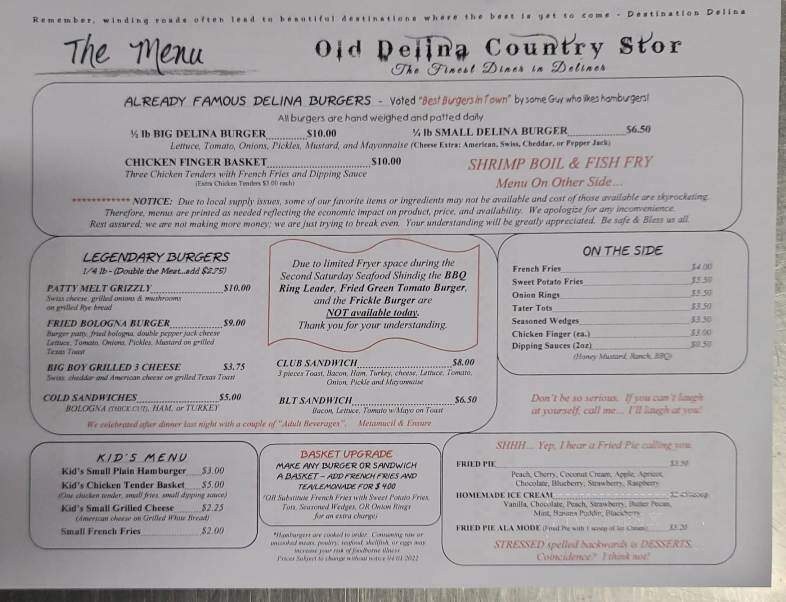 Remember, winding roads often lead to beautiful destinations where the best is yet to come - Destination Delina
The Menu
Old Delina Country Stor
The Finest Diner in Delinas
ALREADY FAMOUS DELINA BURGERS - Voted "Best Burgers In Town" by some Guy who likes hamburgers!
All burgers are hand weighed and patted daily
½ lb BIG DELINA BURGER $10.00 ¼ lb SMALL DELINA BURGER $6.50
Lettuce, Tomato, Onions, Pickles, Mustard, and Mayonnaise (Cheese Extra: American, Swiss, Cheddar, or Pepper Jack)
CHICKEN FINGER BASKET $10.00
Three Chicken Tenders with French Fries and Dipping Sauce
(Extra Chicken Tenders $3.00 each)
SHRIMP BOIL & FISH FRY
Menu On Other Side...
************ NOTICE: Due to local supply issues, some of our favorite items or ingredients may not be available and cost of those available are skyrocketing.
Therefore, menus are printed as needed reflecting the economic impact on product, price, and availability. We apologize for any inconvenience.
Rest assured; we are not making more money; we are just trying to break even. Your understanding will be greatly appreciated. Be safe & Bless us all.
LEGENDARY BURGERS
1/4 lb - (Double the Meat...add $2.75)
PATTY MELT GRIZZLY $10.00
Swiss cheese, grilled onions & mushrooms
on grilled Rye bread
FRIED BOLOGNA BURGER $9.00
Burger patty, fried bologna, double pepper jack cheese
Lettuce, Tomato, Onions, Pickles, Mustard on grilled
Texas Toast
BIG BOY GRILLED 3 CHEESE $3.75
Swiss, cheddar and American cheese on grilled Texas Toast
COLD SANDWICHES $5.00
BOLOGNA (THICK CUT), HAM, or TURKEY
Due to limited Fryer space during the
Second Saturday Seafood Shindig the BBQ
Ring Leader, Fried Green Tomato Burger,
and the Frickle Burger are
NOT available today.
Thank you for your understanding.
CLUB SANDWICH $8.00
3 pieces Toast, Bacon, Ham, Turkey, cheese, Lettuce, Tomato,
Onion, Pickle and Mayonnaise
BLT SANDWICH $6.50
Bacon, Lettuce, Tomato w/Mayo on Toast
We celebrated after dinner last night with a couple of "Adult Beverages". Metamucil & Ensure
ON THE SIDE
French Fries $4.00
Sweet Potato Fries $5.50
Onion Rings $5.50
Tater Tots $3.50
Seasoned Wedges $3.50
Chicken Finger (ea.) $3.00
Dipping Sauces (2oz) $0.50
(Honey Mustard, Ranch, BBQ)
Don't be so serious. If you can't laugh
at yourself, call me... I'll laugh at you!
KID'S MENU
Kid's Small Plain Hamburger $3.00
Kid's Chicken Tender Basket $5.00
(One chicken tender, small fries, small dipping sauce)
Kid's Small Grilled Cheese $2.25
(American cheese on Grilled White Bread)
Small French Fries $2.00
BASKET UPGRADE
MAKE ANY BURGER OR SANDWICH
A BASKET - ADD FRENCH FRIES AND
TEA/LEMONADE FOR $4.00
(OR Substitute French Fries with Sweet Potato Fries,
Tots, Seasoned Wedges, OR Onion Rings
for an extra charge)
*Hamburgers are cooked to order. Consuming raw or
uncooked meats, poultry, seafood, shellfish, or eggs may
increase your risk of foodborne illness
Prices Subject to change without notice 04/01/2022
SHHH... Yep, I hear a Fried Pie calling you.
FRIED PIE $3.50
Peach, Cherry, Coconut Cream, Apple, Apricot,
Chocolate, Blueberry, Strawberry, Raspberry
HOMEMADE ICE CREAM
Vanilla, Chocolate, Peach, Strawberry, Butter Pecan,
Mint, Banana Puddin, Blackberry
FRIED PIE ALA MODE (Fried Pie with 1 scoop of Ice Cream) $5.20
STRESSED spelled backwards is DESSERTS.
Coincidence? I think not!